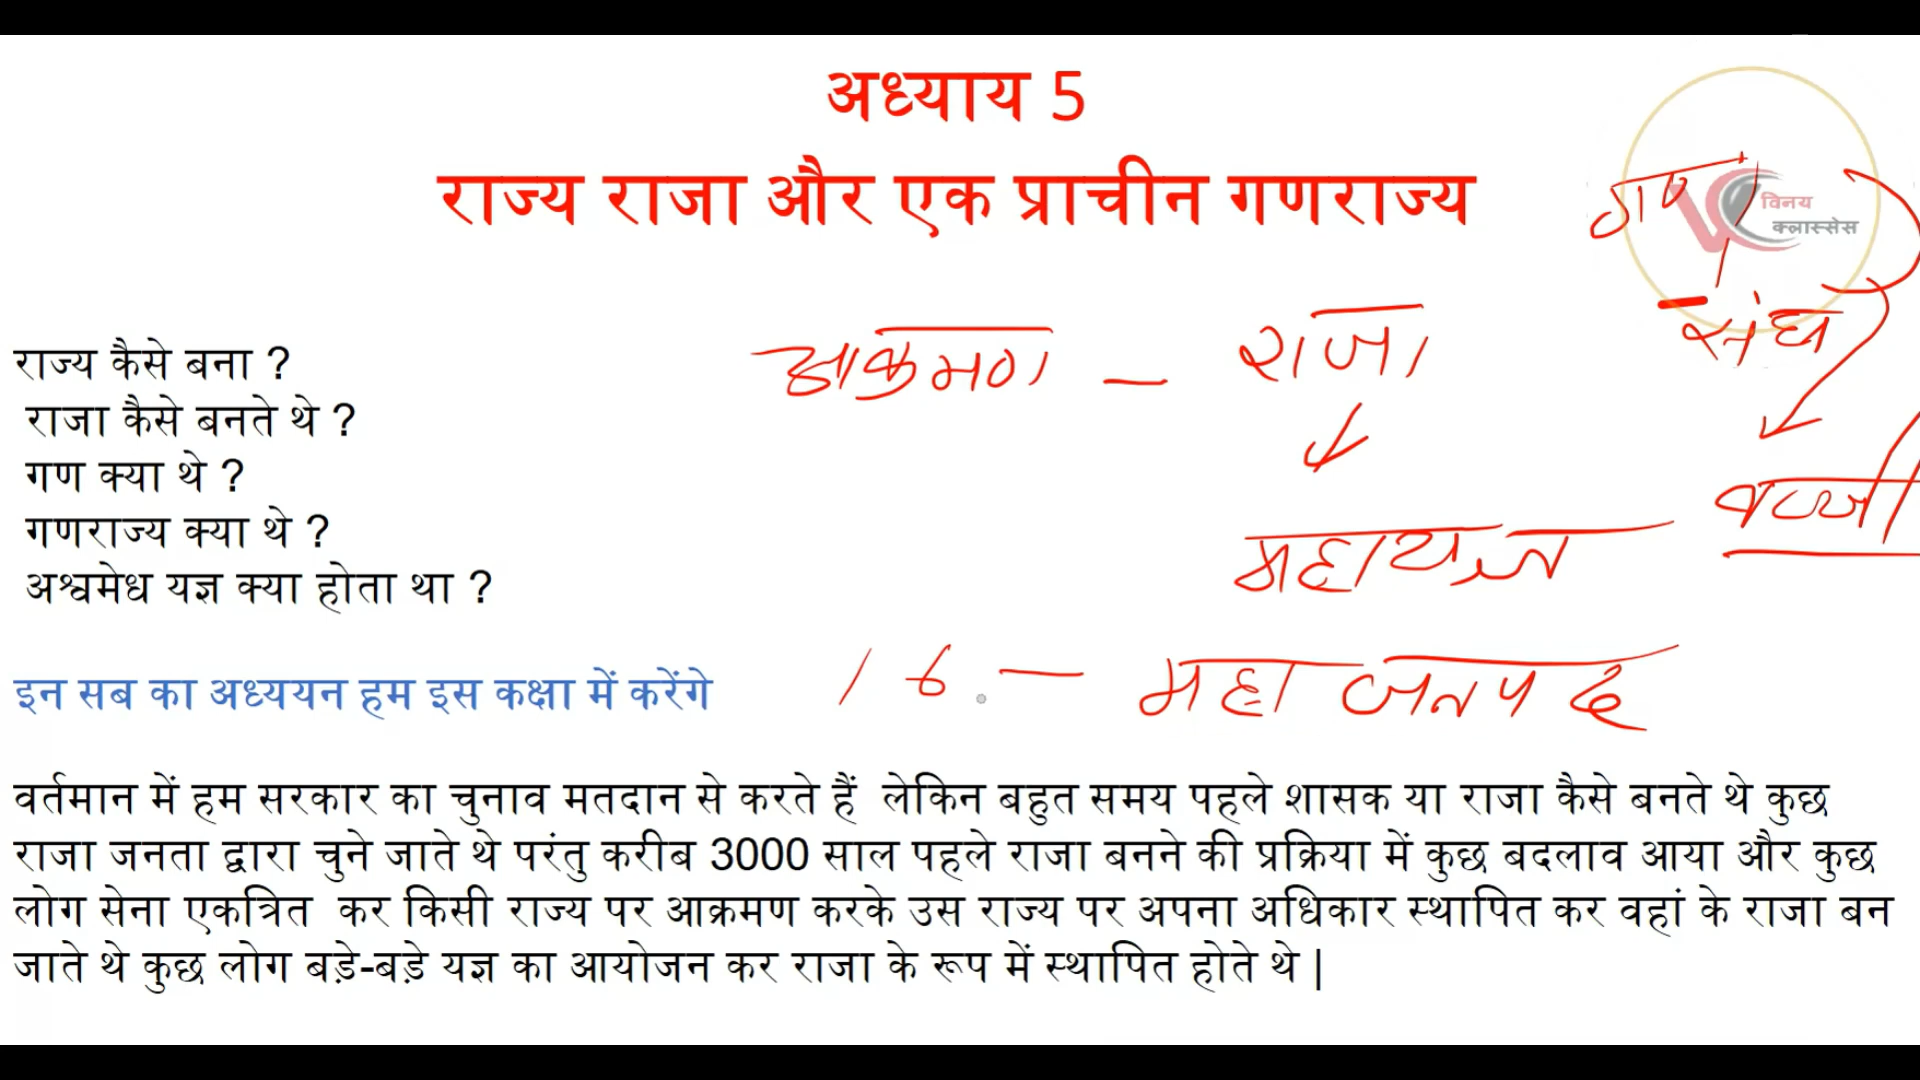 अध्याय 5
राज्य राजा और एक प्राचीन गणराज्य
विनय
क्लास्सेस
गण
संघ
वज्जी
आक्रमण — राजा
महायज्ञ
16 — महाजनपद
राज्य कैसे बना ?
राजा कैसे बनते थे ?
गण क्या थे ?
गणराज्य क्या थे ?
अश्वमेध यज्ञ क्या होता था ?
इन सब का अध्ययन हम इस कक्षा में करेंगे
वर्तमान में हम सरकार का चुनाव मतदान से करते हैं लेकिन बहुत समय पहले शासक या राजा कैसे बनते थे कुछ
राजा जनता द्वारा चुने जाते थे परंतु करीब 3000 साल पहले राजा बनने की प्रक्रिया में कुछ बदलाव आया और कुछ
लोग सेना एकत्रित कर किसी राज्य पर आक्रमण करके उस राज्य पर अपना अधिकार स्थापित कर वहां के राजा बन
जाते थे कुछ लोग बड़े-बड़े यज्ञ का आयोजन कर राजा के रूप में स्थापित होते थे |